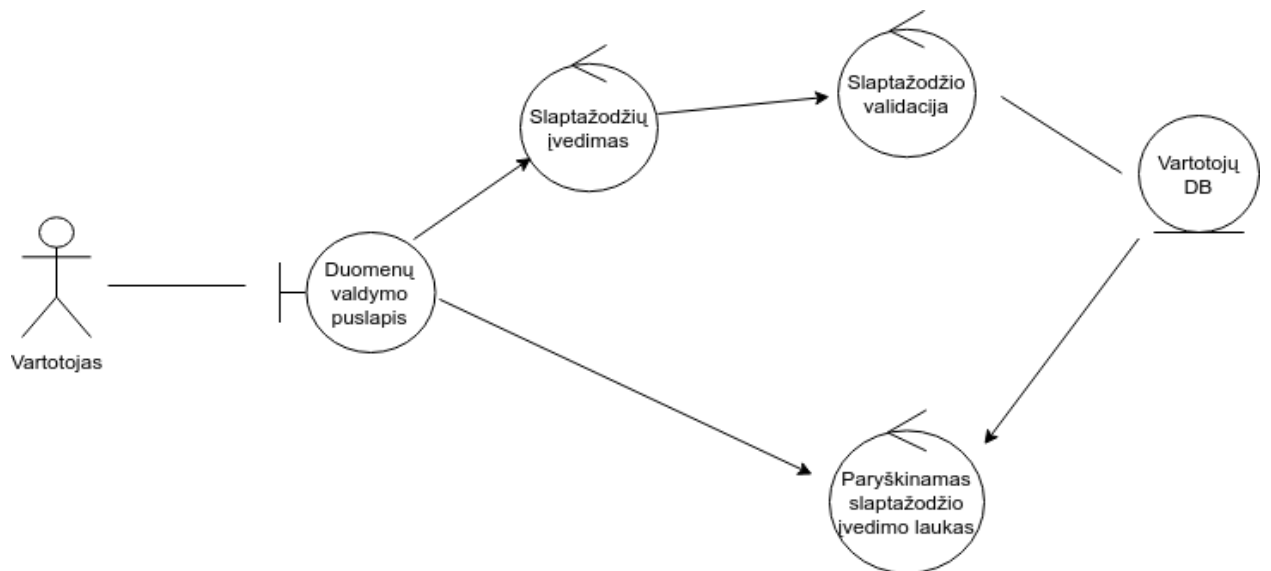 Vartotojas
Duomenų
valdymo
puslapis
Slaptažodžių
įvedimas
Slaptažodžio
validacija
Vartotojų
DB
Paryškinamas
slaptažodžio
įvedimo laukas